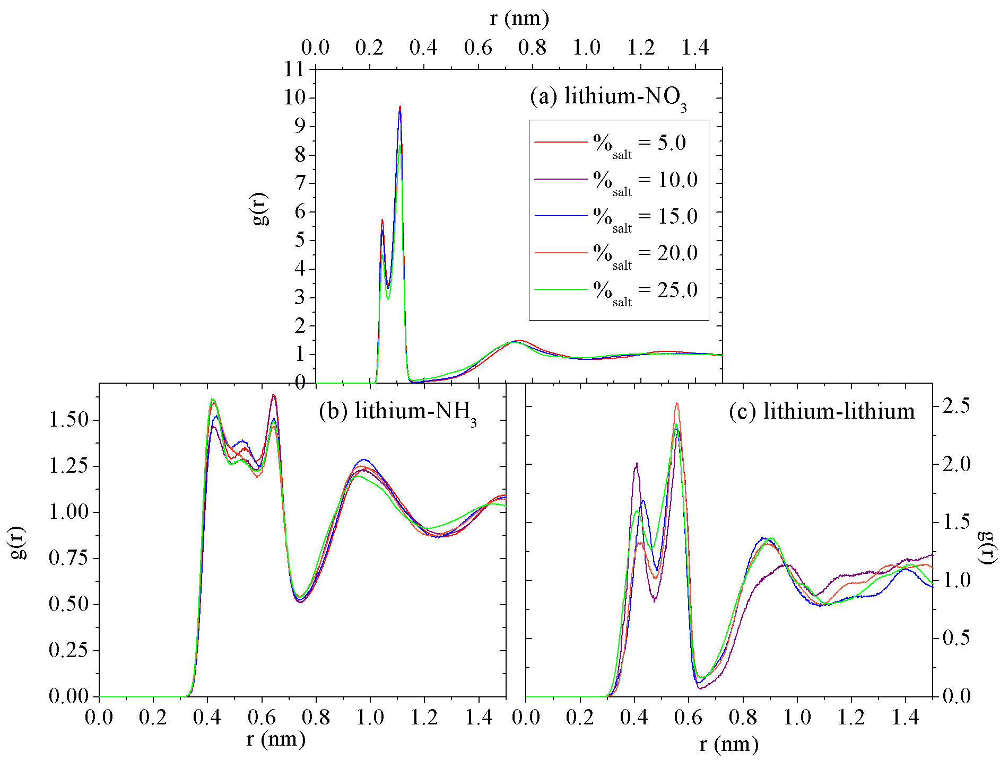 r (nm)
0.0 0.2 0.4 0.6 0.8 1.0 1.2 1.4
11
10
9
8
7
6
5
4
3
2
1
0
g(r)
(a) lithium-NO3
%salt = 5.0
%salt = 10.0
%salt = 15.0
%salt = 20.0
%salt = 25.0
(b) lithium-NH3
1.50
1.25
1.00
0.75
0.50
0.25
0.00
g(r)
0.0 0.2 0.4 0.6 0.8 1.0 1.2 1.4
r (nm)
(c) lithium-lithium
2.5
2.0
1.5
1.0
0.5
0.0
g(r)
0.0 0.2 0.4 0.6 0.8 1.0 1.2 1.4
r (nm)